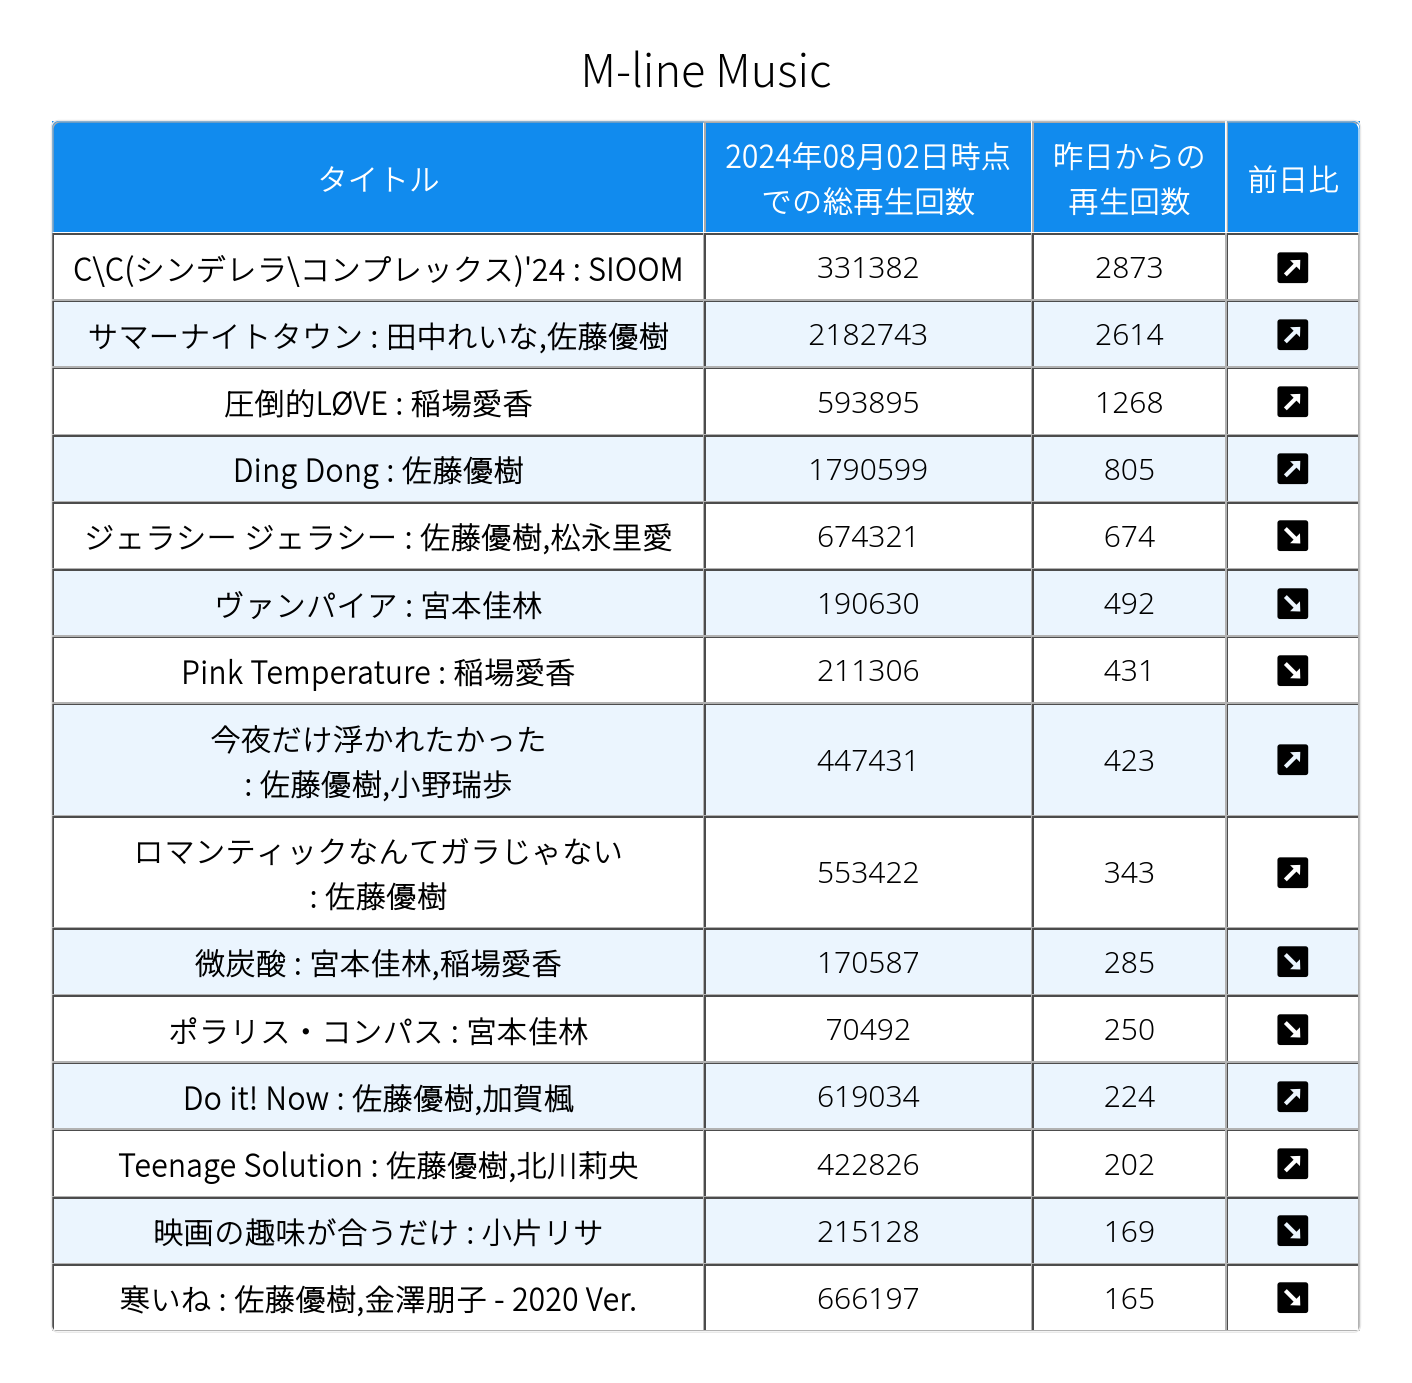 M-line Music
タイトル
2024年08月02日時点
での総再生回数
昨日からの
再生回数
前日比
C\C(シンデレラ\コンプレックス)'24 : SIOOM 331382 2873
サマーナイトタウン : 田中れいな,佐藤優樹 2182743 2614
圧倒的LØVE : 稲場愛香 593895 1268
Ding Dong : 佐藤優樹 1790599 805
ジェラシー ジェラシー : 佐藤優樹,松永里愛 674321 674
ヴァンパイア : 宮本佳林 190630 492
Pink Temperature : 稲場愛香 211306 431
今夜だけ浮かれたかった
: 佐藤優樹,小野瑞歩 447431 423
ロマンティックなんてガラじゃない
: 佐藤優樹 553422 343
微炭酸 : 宮本佳林,稲場愛香 170587 285
ポラリス・コンパス : 宮本佳林 70492 250
Do it! Now : 佐藤優樹,加賀楓 619034 224
Teenage Solution : 佐藤優樹,北川莉央 422826 202
映画の趣味が合うだけ : 小片リサ 215128 169
寒いね : 佐藤優樹,金澤朋子 - 2020 Ver. 666197 165